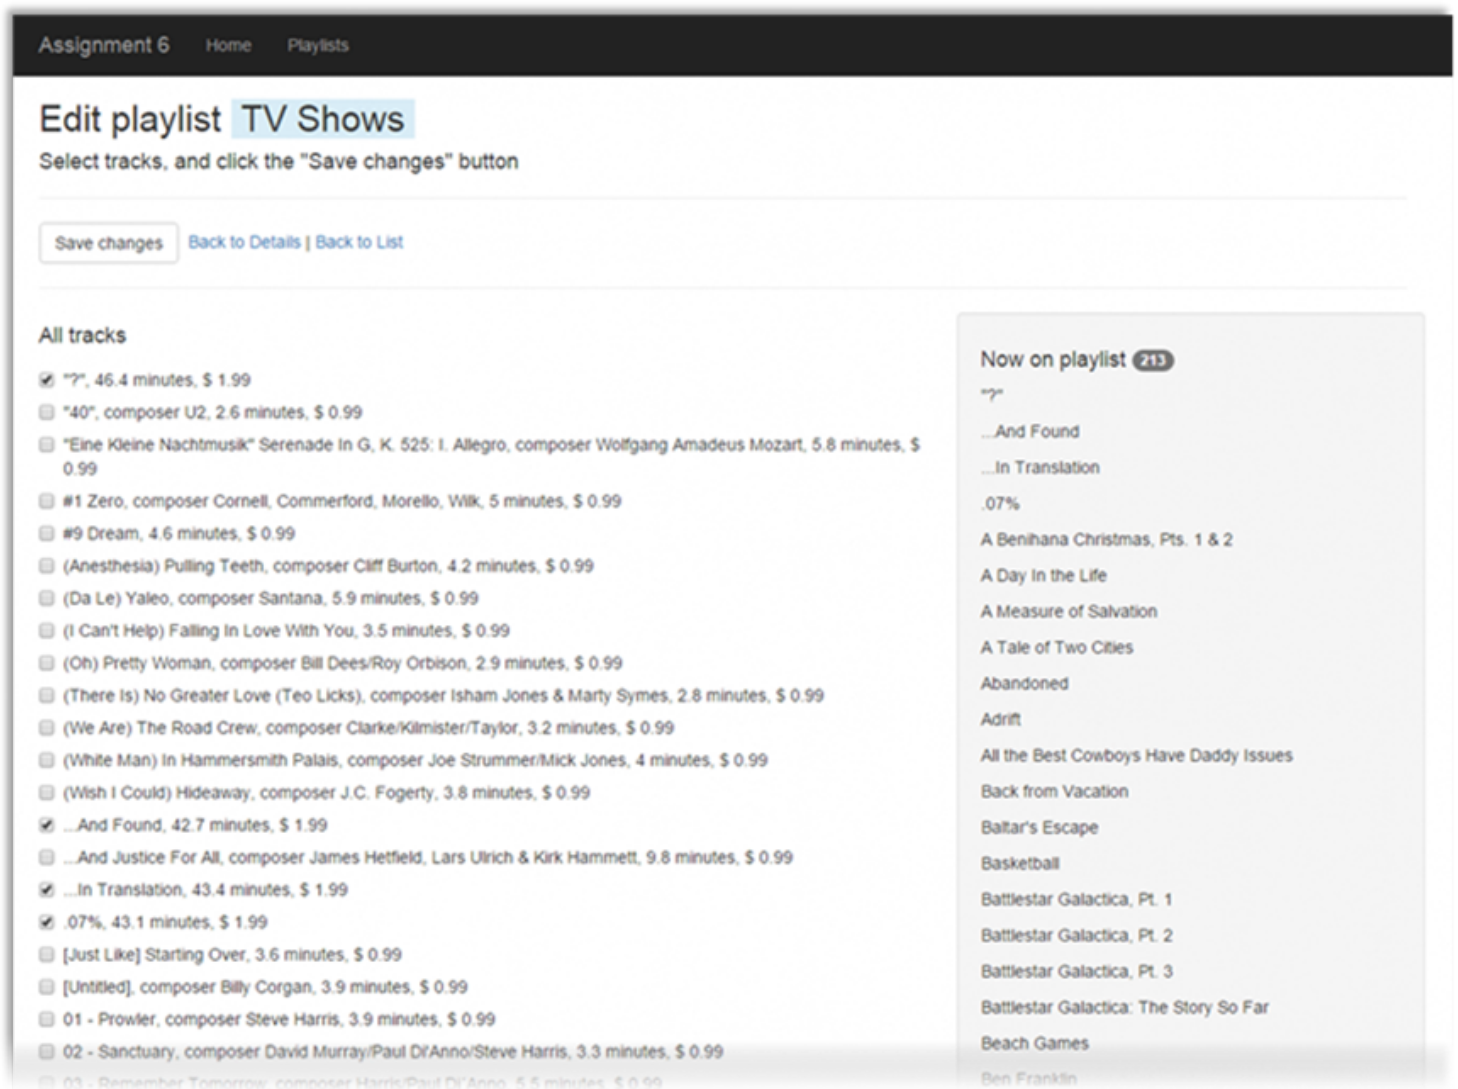 Assignment 6 Home Playlists
Edit playlist TV Shows
Select tracks, and click the "Save changes" button
Save changes Back to Details | Back to List
All tracks
"?", 46.4 minutes, $ 1.99
"40", composer U2, 2.6 minutes, $ 0.99
"Eine Kleine Nachtmusik" Serenade In G, K. 525: I. Allegro, composer Wolfgang Amadeus Mozart, 5.8 minutes, $
0.99
#1 Zero, composer Cornell, Commerford, Morello, Wilk, 5 minutes, $ 0.99
#9 Dream, 4.6 minutes, $ 0.99
(Anesthesia) Pulling Teeth, composer Cliff Burton, 4.2 minutes, $ 0.99
(Da Le) Yaleo, composer Santana, 5.9 minutes, $ 0.99
(I Can't Help) Falling In Love With You, 3.5 minutes, $ 0.99
(Oh) Pretty Woman, composer Bill Dees/Roy Orbison, 2.9 minutes, $ 0.99
(There Is) No Greater Love (Teo Licks), composer Isham Jones & Marty Symes, 2.8 minutes, $ 0.99
(We Are) The Road Crew, composer Clarke/Kilmister/Taylor, 3.2 minutes, $ 0.99
(White Man) In Hammersmith Palais, composer Joe Strummer/Mick Jones, 4 minutes, $ 0.99
(Wish I Could) Hideaway, composer J.C. Fogerty, 3.8 minutes, $ 0.99
...And Found, 42.7 minutes, $ 1.99
...And Justice For All, composer James Hetfield, Lars Ulrich & Kirk Hammett, 9.8 minutes, $ 0.99
...In Translation, 43.4 minutes, $ 1.99
.07%, 43.1 minutes, $ 1.99
[Just Like] Starting Over, 3.6 minutes, $ 0.99
[Untitled], composer Billy Corgan, 3.9 minutes, $ 0.99
01 - Prowler, composer Steve Harris, 3.9 minutes, $ 0.99
02 - Sanctuary, composer David Murray/Paul Di'Anno/Steve Harris, 3.3 minutes, $ 0.99
03 - Remember Tomorrow, composer Harris/Paul Di'Anno, 5.5 minutes, $ 0.99
Now on playlist 213
"?"
...And Found
...In Translation
.07%
A Benihana Christmas, Pts. 1 & 2
A Day In the Life
A Measure of Salvation
A Tale of Two Cities
Abandoned
Adrift
All the Best Cowboys Have Daddy Issues
Back from Vacation
Baltar's Escape
Basketball
Battlestar Galactica, Pt. 1
Battlestar Galactica, Pt. 2
Battlestar Galactica, Pt. 3
Battlestar Galactica: The Story So Far
Beach Games
Ben Franklin